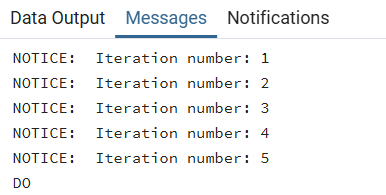 Data Output Messages Notifications
NOTICE:  Iteration number: 1
NOTICE:  Iteration number: 2
NOTICE:  Iteration number: 3
NOTICE:  Iteration number: 4
NOTICE:  Iteration number: 5
DO